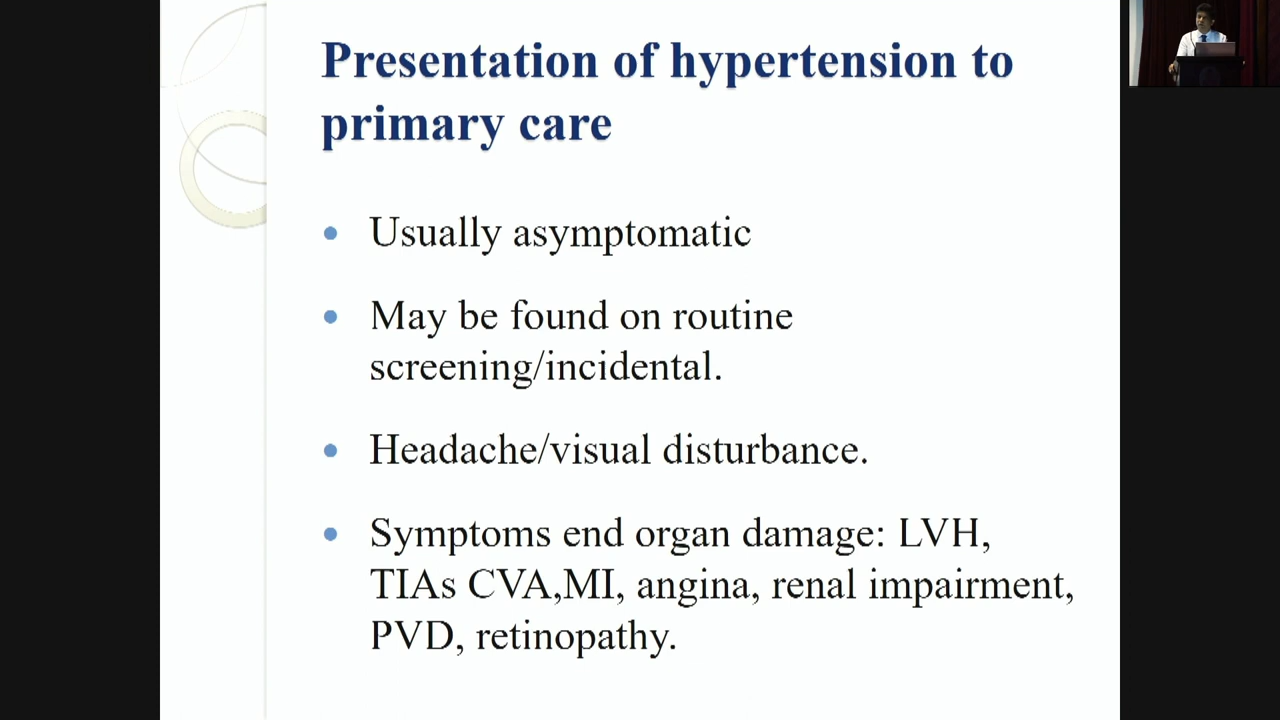 Presentation of hypertension to
primary care
• Usually asymptomatic
• May be found on routine
screening/incidental.
• Headache/visual disturbance.
• Symptoms end organ damage: LVH,
TIAs CVA,MI, angina, renal impairment,
PVD, retinopathy.